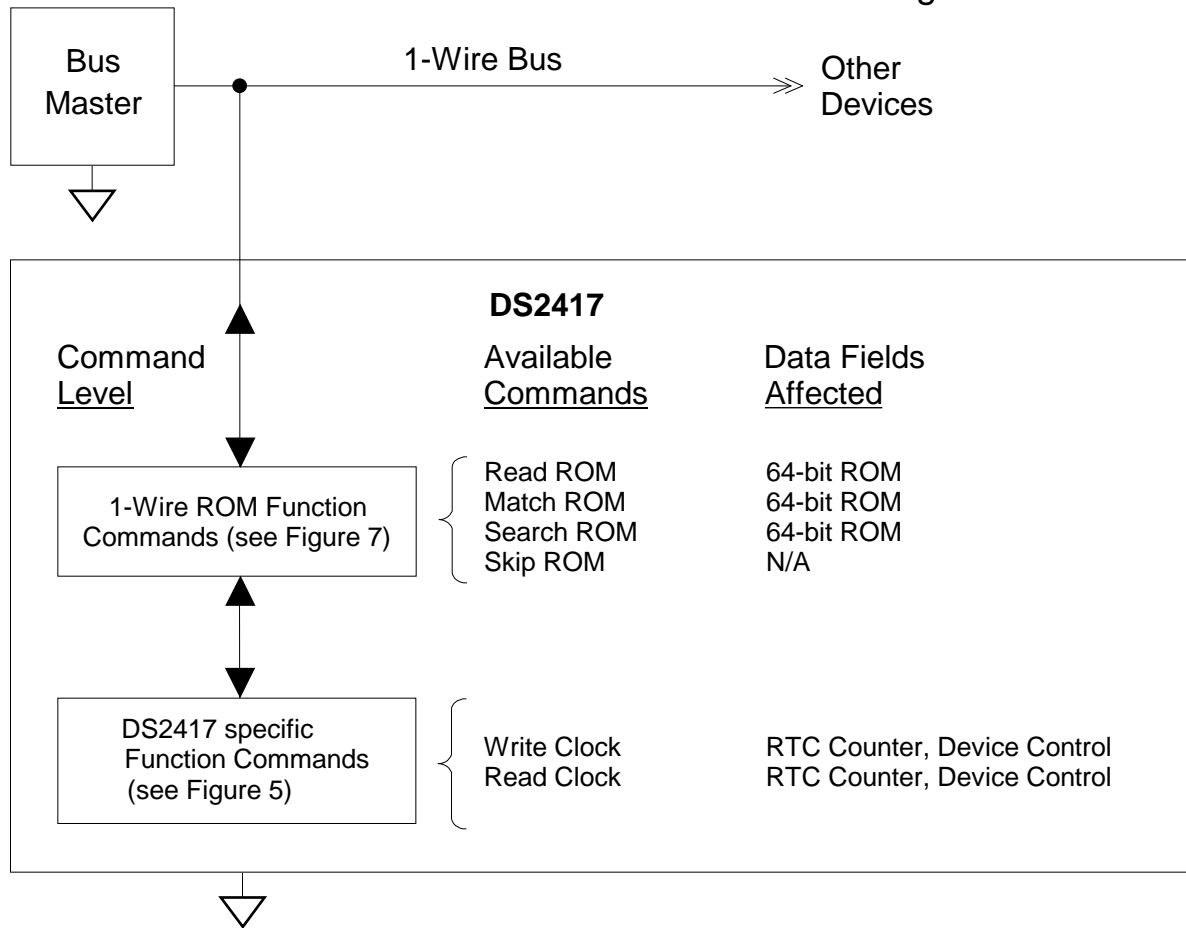 Bus
Master
1-Wire Bus
Other
Devices
DS2417
Command
Level
Available
Commands
Data Fields
Affected
1-Wire ROM Function
Commands (see Figure 7)
Read ROM 64-bit ROM
Match ROM 64-bit ROM
Search ROM 64-bit ROM
Skip ROM N/A
DS2417 specific
Function Commands
(see Figure 5)
Write Clock RTC Counter, Device Control
Read Clock RTC Counter, Device Control